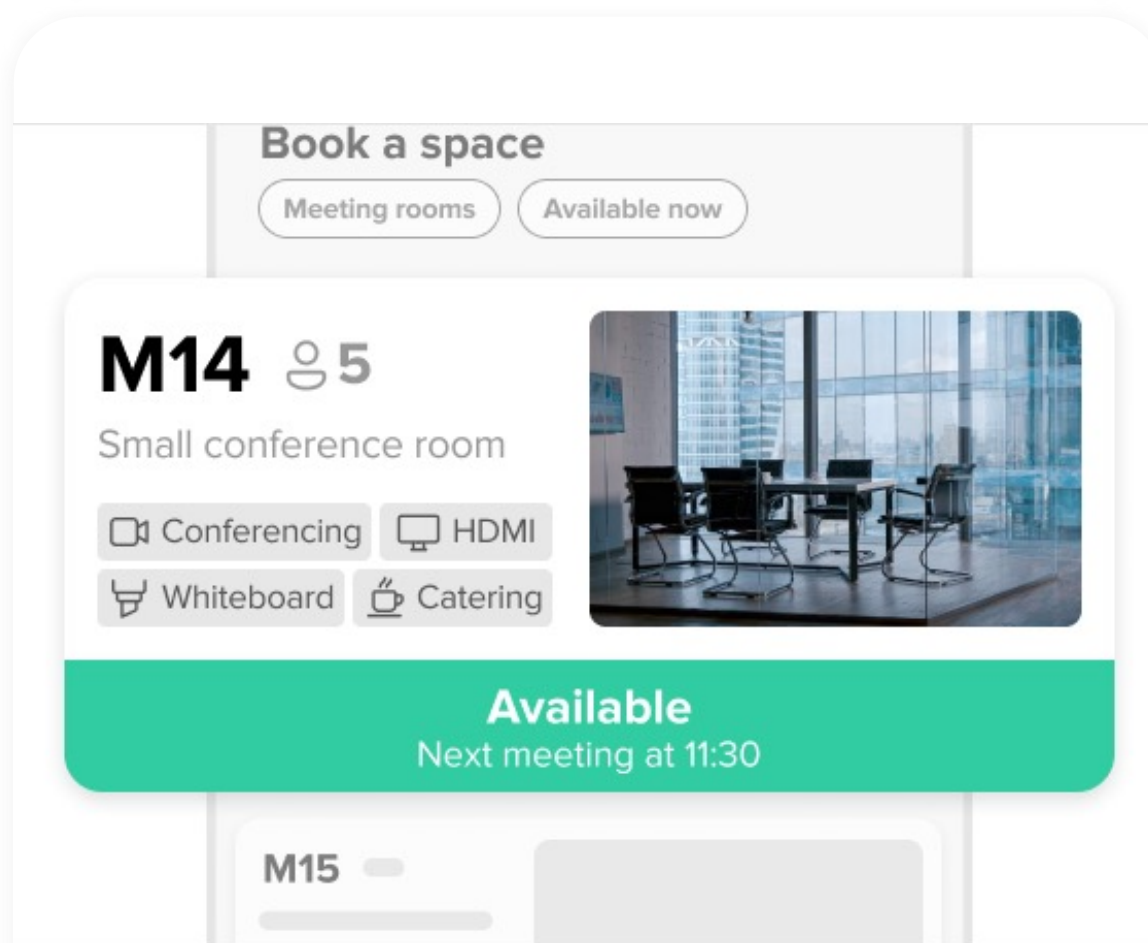 Book a space
Meeting rooms Available now
M14 5
Small conference room
Conferencing HDMI
Whiteboard Catering
Available
Next meeting at 11:30
M15